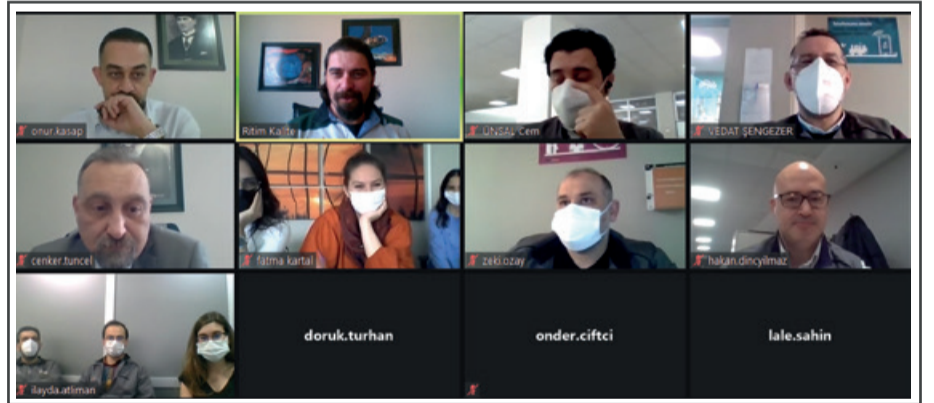 onur.kasap
Ritim Kalite
ÜNSAL Cem
VEDAT ŞENGEZER
cenker.tuncel
fatma kartal
zeki.ozay
hakan.dincyilmaz
ilayda.atliman
doruk.turhan
onder.ciftci
lale.sahin